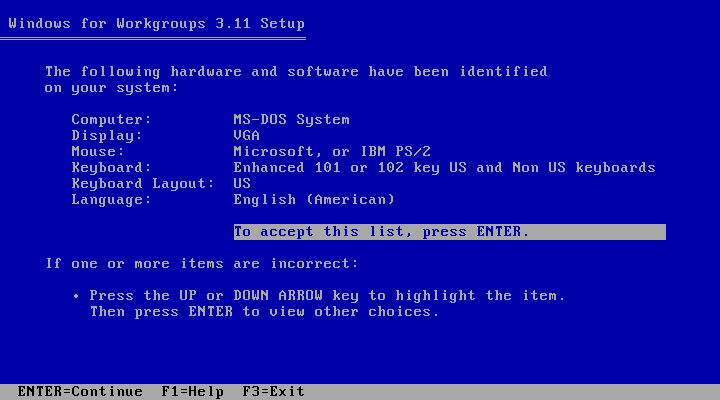 Windows for Workgroups 3.11 Setup
The following hardware and software have been identified
on your system:
Computer: MS-DOS System
Display: VGA
Mouse: Microsoft, or IBM PS/2
Keyboard: Enhanced 101 or 102 key US and Non US keyboards
Keyboard Layout: US
Language: English (American)
To accept this list, press ENTER.
If one or more items are incorrect:
• Press the UP or DOWN ARROW key to highlight the item.
Then press ENTER to view other choices.
ENTER=Continue F1=Help F3=Exit